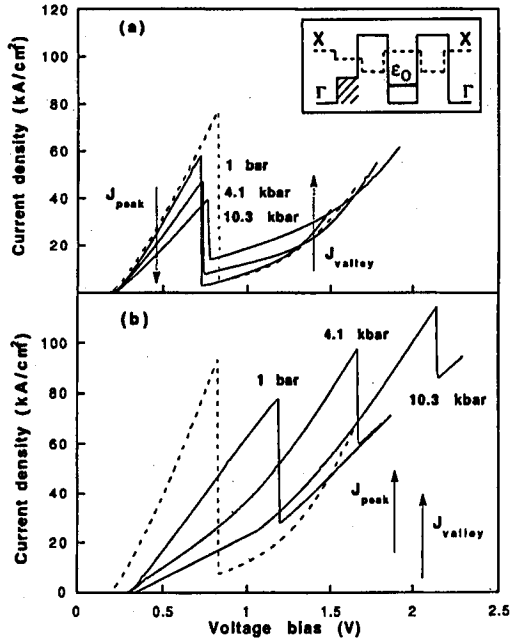 120
100
80
60
40
20
Current density (kA/cm²)
(a)
X X
ε₀
Γ Γ
1 bar
4.1 kbar
10.3 kbar
J peak
J valley
(b)
100
80
60
40
20
0
Current density (kA/cm²)
1 bar
4.1 kbar
10.3 kbar
J peak
J valley
0 0.5 1 1.5 2 2.5
Voltage bias (V)